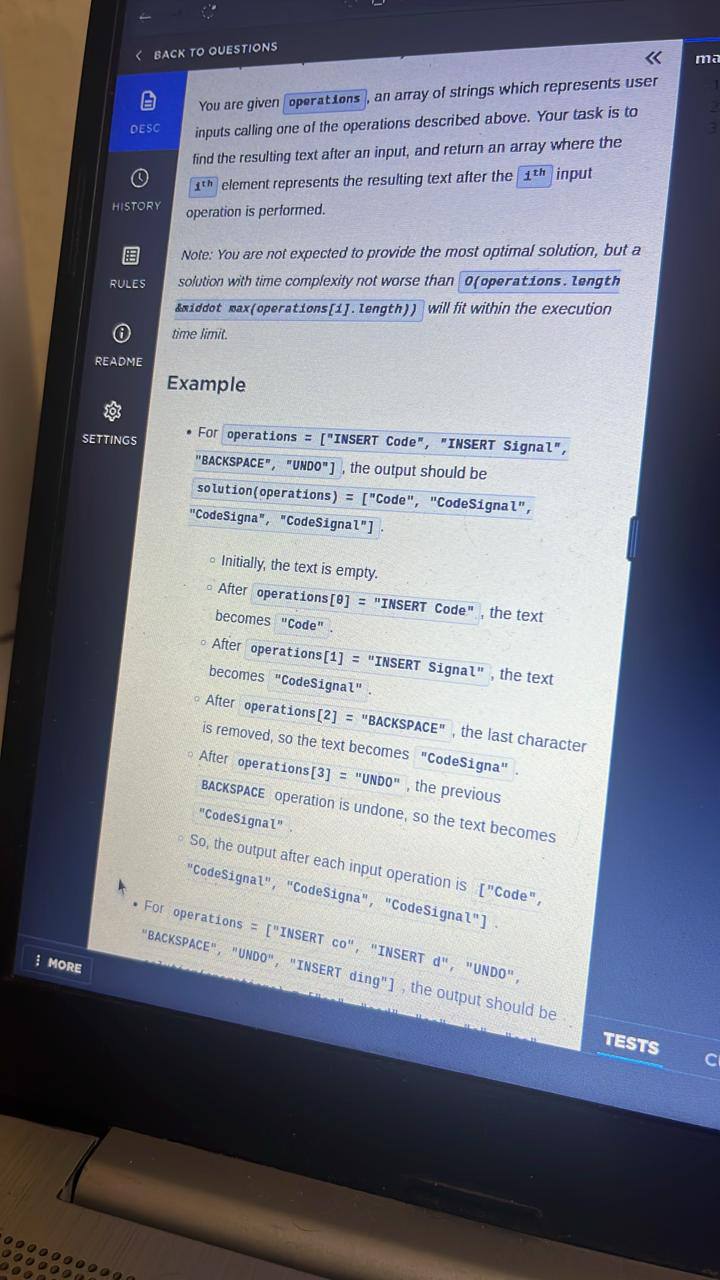 BACK TO QUESTIONS
ma
DESC
HISTORY
RULES
README
SETTINGS
You are given operations, an array of strings which represents user
inputs calling one of the operations described above. Your task is to
find the resulting text after an input, and return an array where the
ith element represents the resulting text after the ith input
operation is performed.
Note: You are not expected to provide the most optimal solution, but a
solution with time complexity not worse than O(operations.length
&middot max(operations[i].length)) will fit within the execution
time limit.
Example
• For operations = ["INSERT Code", "INSERT Signal",
"BACKSPACE", "UNDO"], the output should be
solution(operations) = ["Code", "CodeSignal",
"CodeSigna", "CodeSignal"].
◦ Initially, the text is empty.
◦ After operations[0] = "INSERT Code", the text
becomes "Code".
◦ After operations[1] = "INSERT Signal", the text
becomes "CodeSignal".
◦ After operations[2] = "BACKSPACE", the last character
is removed, so the text becomes "CodeSigna".
◦ After operations[3] = "UNDO", the previous
BACKSPACE operation is undone, so the text becomes
"CodeSignal".
◦ So, the output after each input operation is ["Code",
"CodeSignal", "CodeSigna", "CodeSignal"].
• For operations = ["INSERT co", "INSERT d", "UNDO",
"BACKSPACE", "UNDO", "INSERT ding"], the output should be
MORE
TESTS